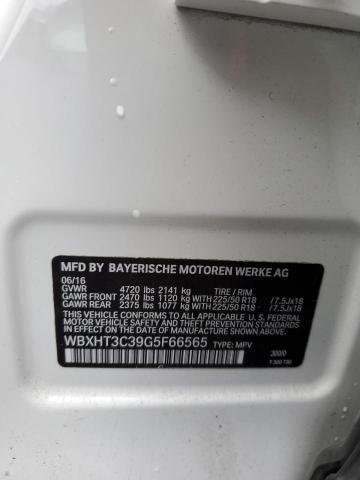 MFD BY BAYERISCHE MOTOREN WERKE AG
06/16
GVWR 4720 lbs 2141 kg TIRE / RIM
GAWR FRONT 2470 lbs 1120 kg WITH 225/50 R18 /7.5Jx18
GAWR REAR 2375 lbs 1077 kg WITH 225/50 R18 /7.5Jx18
THIS VEHICLE CONFORMS TO ALL APPLICABLE U.S. FEDERAL
MOTOR VEHICLE SAFETY, BUMPER, AND THEFT PREVENTION
STANDARDS IN EFFECT ON THE DATE OF MANUFACTURE SHOWN ABOVE.
WBXHT3C39G5F66565 TYPE: MPV 300/0